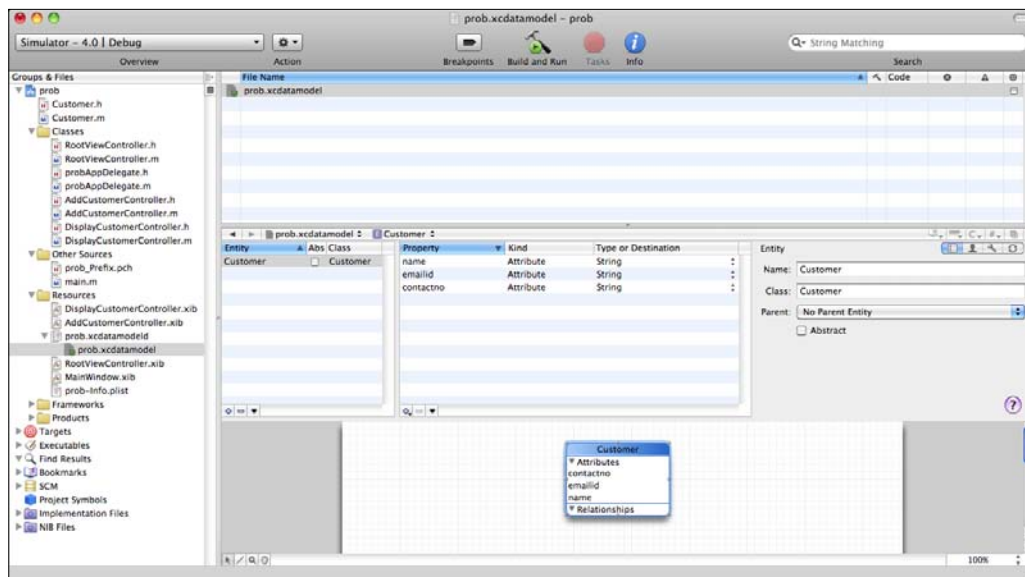 prob.xcdatamodel – prob
Simulator – 4.0 | Debug
String Matching
Overview
Action
Breakpoints
Build and Run
Tasks
Info
Search
Groups & Files
File Name
Code
prob
prob.xcdatamodel
Customer.h
Customer.m
Classes
RootViewController.h
RootViewController.m
probAppDelegate.h
probAppDelegate.m
AddCustomerController.h
AddCustomerController.m
DisplayCustomerController.h
DisplayCustomerController.m
Other Sources
prob_Prefix.pch
main.m
Resources
DisplayCustomerController.xib
AddCustomerController.xib
prob.xcdatamodeld
prob.xcdatamodel
RootViewController.xib
MainWindow.xib
prob-Info.plist
Frameworks
Products
Targets
Executables
Find Results
Bookmarks
SCM
Project Symbols
Implementation Files
NIB Files
prob.xcdatamodel
Customer
Entity
Abs
Class
Customer
Customer
Property
Kind
Type or Destination
name
Attribute
String
emailid
Attribute
String
contactno
Attribute
String
Entity
Name: Customer
Class: Customer
Parent: No Parent Entity
Abstract
Customer
Attributes
contactno
emailid
name
Relationships
100%